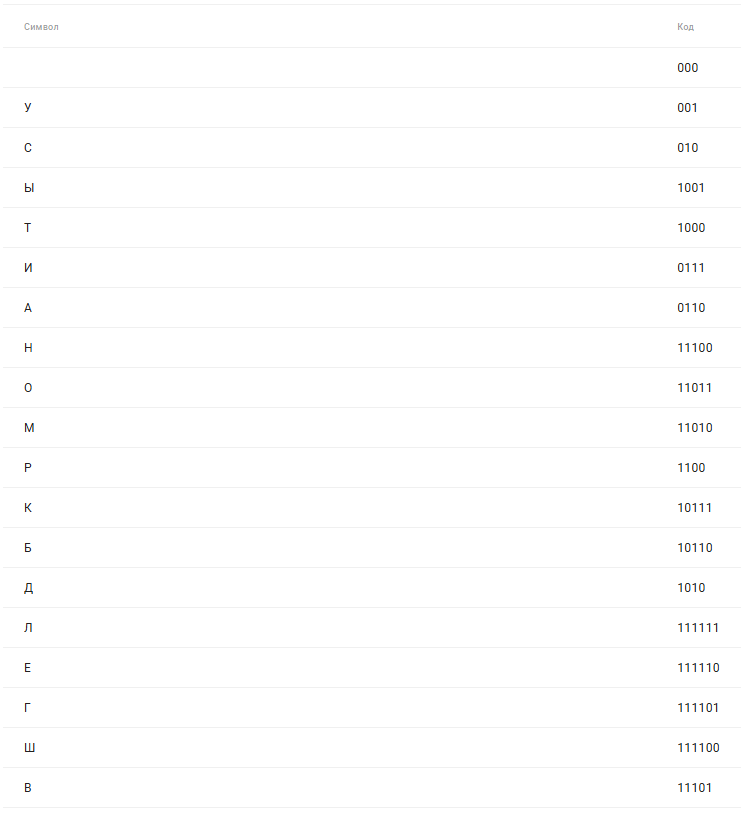 Символ Код
000
У 001
С 010
Ы 1001
Т 1000
И 0111
А 0110
Н 11100
О 11011
М 11010
Р 1100
К 10111
Б 10110
Д 1010
Л 111111
Е 111110
Г 111101
Ш 111100
В 11101